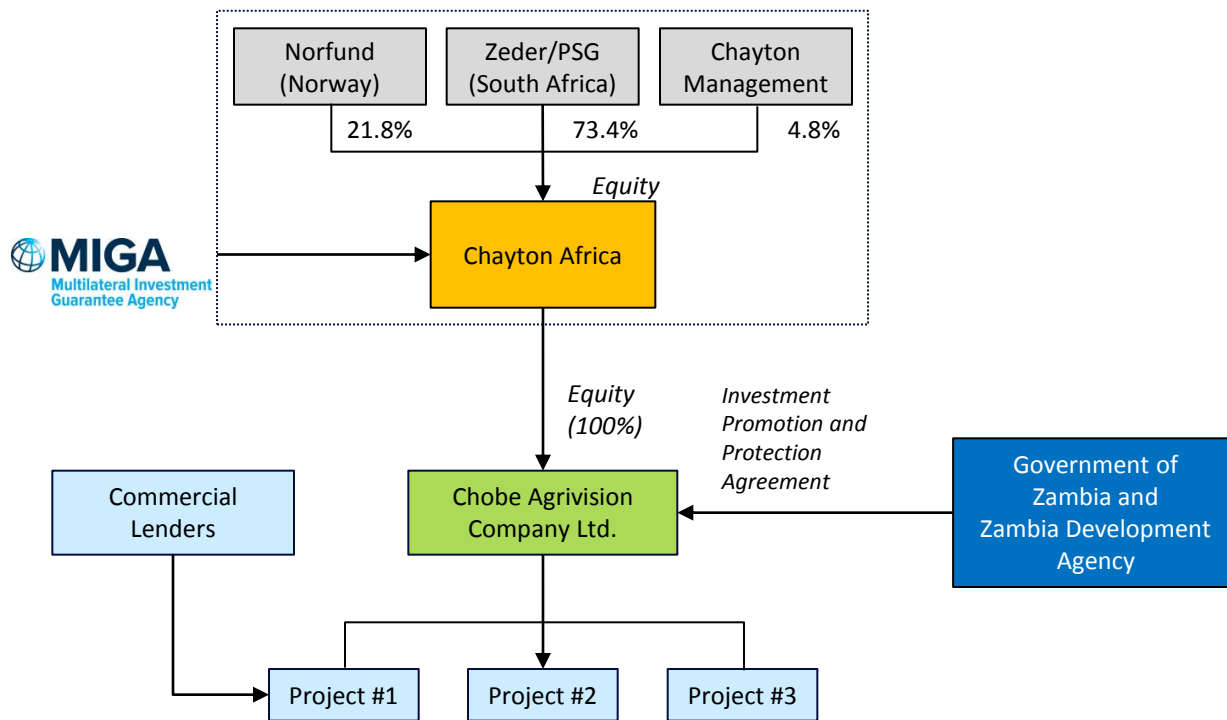 Norfund
(Norway)
Zeder/PSG
(South Africa)
Chayton
Management
21.8%
73.4%
4.8%
Equity
MIGA
Multilateral Investment
Guarantee Agency
Chayton Africa
Equity
(100%)
Investment
Promotion and
Protection
Agreement
Commercial
Lenders
Chobe Agrivision
Company Ltd.
Government of
Zambia and
Zambia Development
Agency
Project #1
Project #2
Project #3